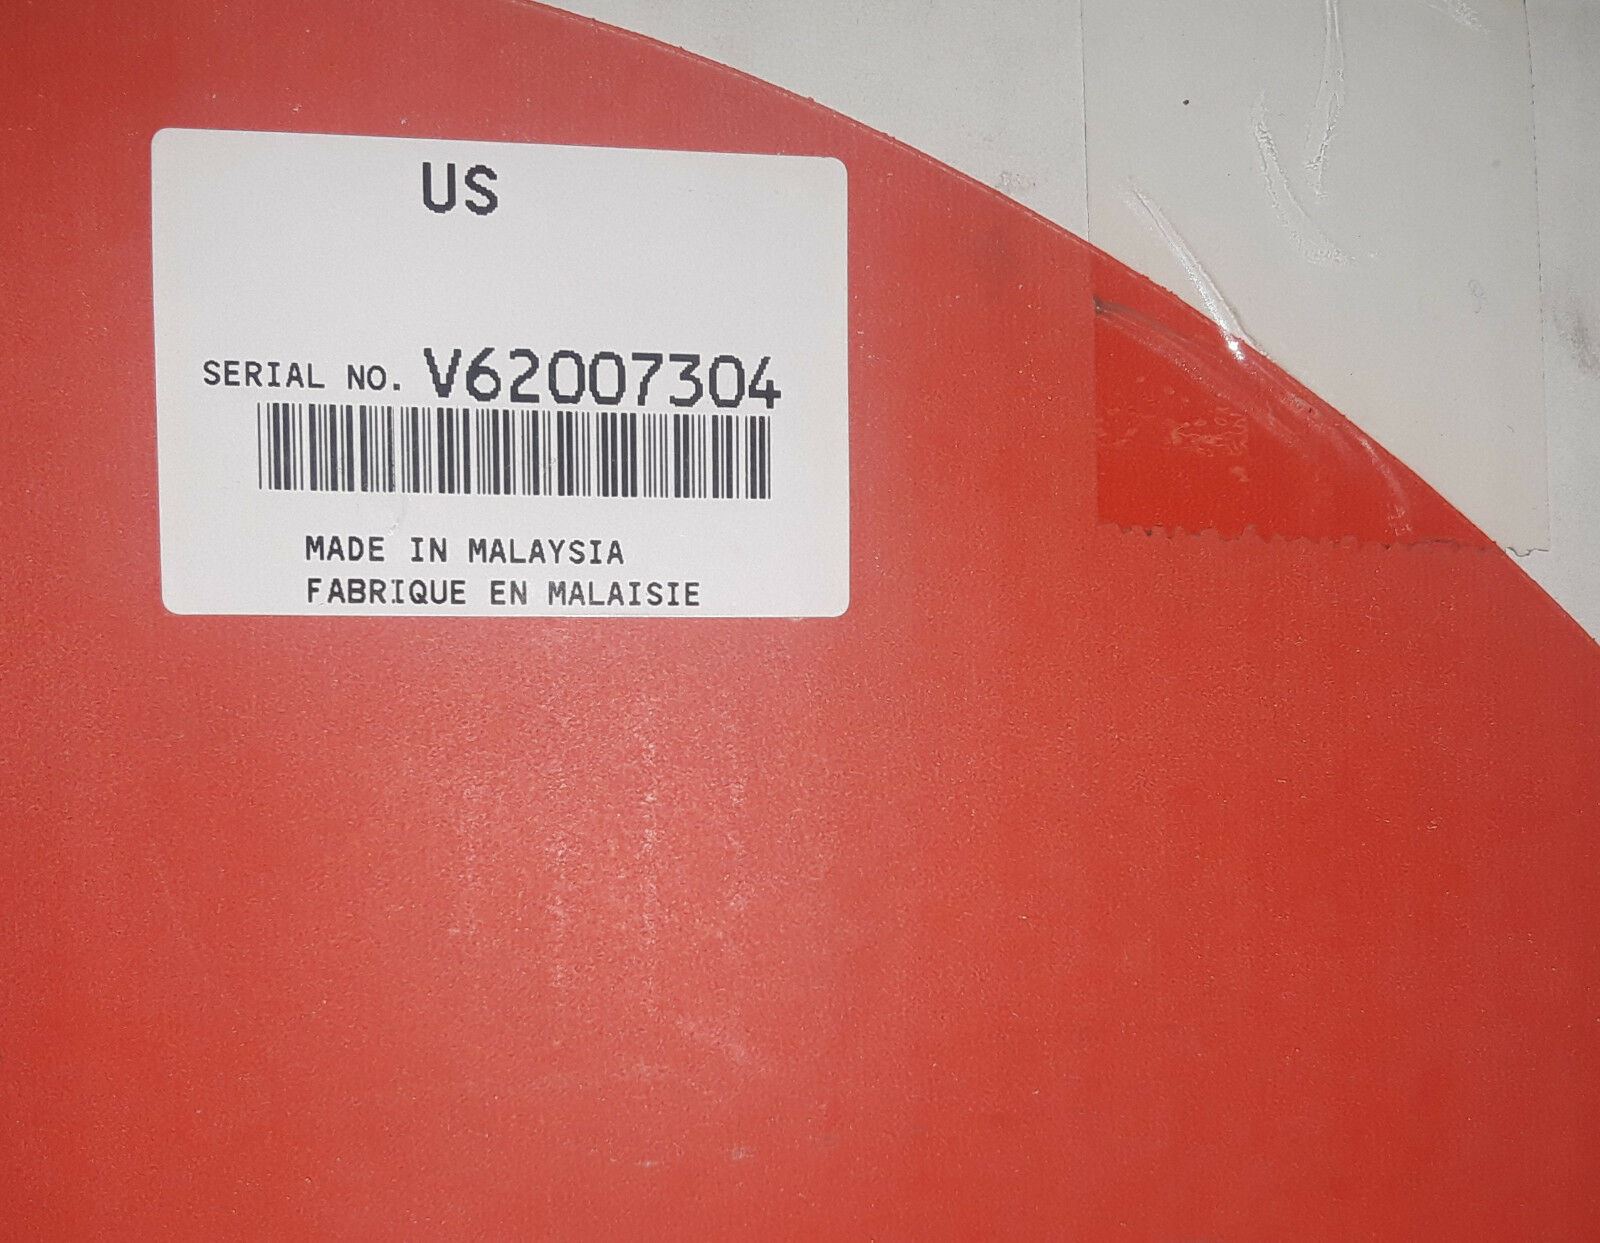 US
SERIAL NO. V62007304
MADE IN MALAYSIA
FABRIQUE EN MALAISIE